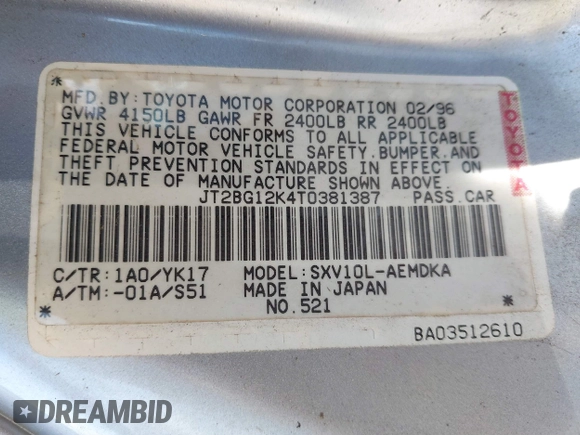 MFD.BY:TOYOTA MOTOR CORPORATION 02/96
GVWR 4150LB GAWR FR 2400LB RR 2400LB
THIS VEHICLE CONFORMS TO ALL APPLICABLE
FEDERAL MOTOR VEHICLE SAFETY,BUMPER,AND
THEFT PREVENTION STANDARDS IN EFFECT ON
THE DATE OF MANUFACTURE SHOWN ABOVE.
JT2BG12K4T0381387 PASS.CAR
TOYOTA
C/TR:1A0/YK17 MODEL:SXV10L-AEMDKA
A/TM:-01A/S51 MADE IN JAPAN
NO.521
BA03512610
DREAMBID